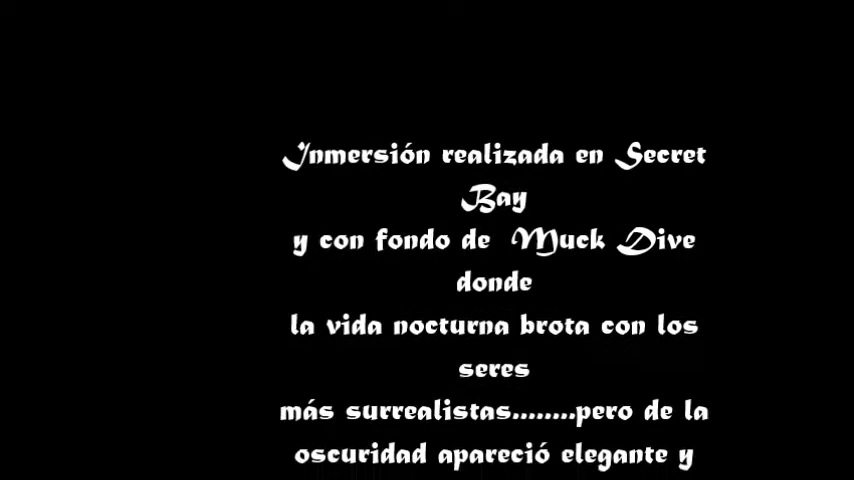 Inmersión realizada en Secret
Bay
y con fondo de Muck Dive
donde
la vida nocturna brota con los
seres
más surrealistas........pero de la
oscuridad apareció elegante y